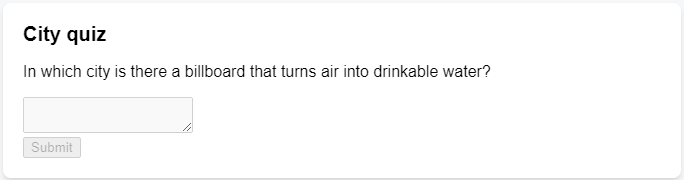 City quiz
In which city is there a billboard that turns air into drinkable water?
Submit